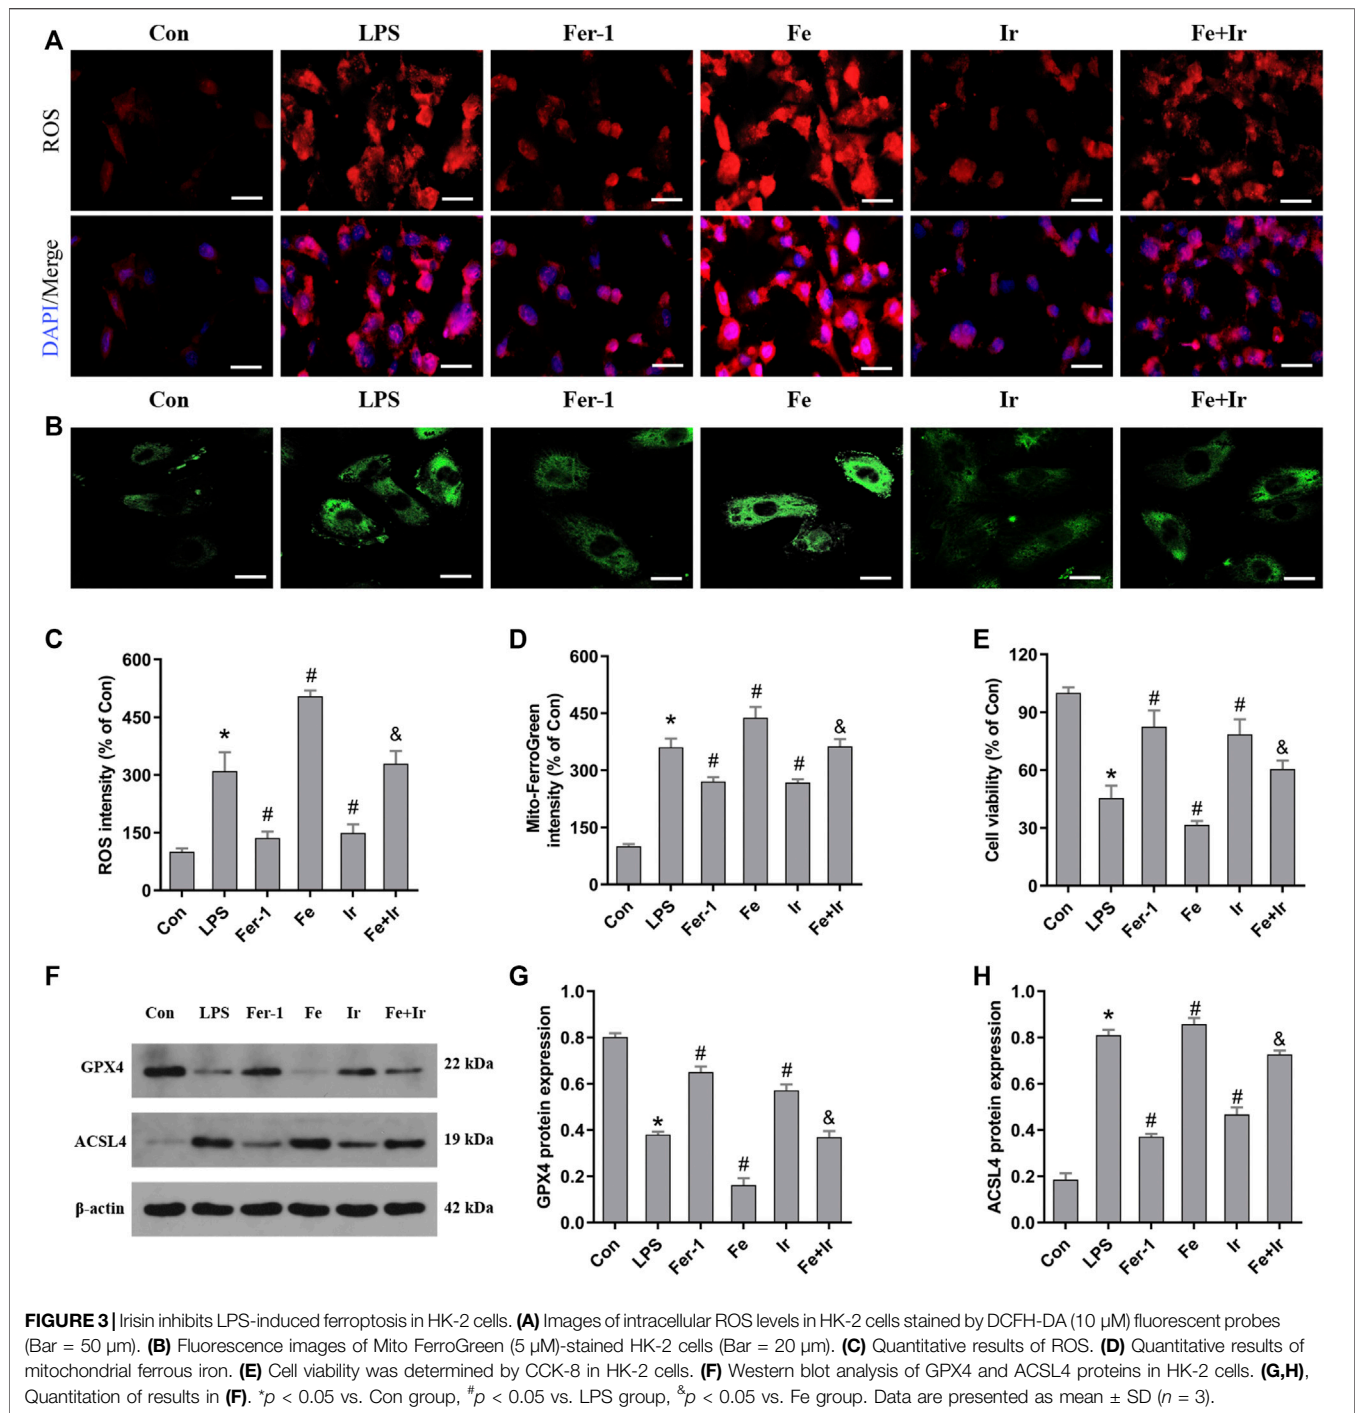 A
Con LPS Fer-1 Fe Ir Fe+Ir
ROS
DAPI/Merge
Con LPS Fer-1 Fe Ir Fe+Ir
B
C
ROS intensity (% of Con)
600
450
300
150
0
* # # # &
Con LPS Fer-1 Fe Ir Fe+Ir
D
Mito-FerroGreen
intensity (% of Con)
600
450
300
150
0
* # # # &
Con LPS Fer-1 Fe Ir Fe+Ir
E
Cell viability (% of Con)
120
90
60
30
0
* # # # &
Con LPS Fer-1 Fe Ir Fe+Ir
F
Con LPS Fer-1 Fe Ir Fe+Ir
GPX4 22 kDa
ACSL4 19 kDa
β-actin 42 kDa
G
GPX4 protein expression
1.0
0.8
0.6
0.4
0.2
0.0
* # # # &
Con LPS Fer-1 Fe Ir Fe+Ir
H
ACSL4 protein expression
1.0
0.8
0.6
0.4
0.2
0.0
* # # # &
Con LPS Fer-1 Fe Ir Fe+Ir
FIGURE 3 | Irisin inhibits LPS-induced ferroptosis in HK-2 cells. (A) Images of intracellular ROS levels in HK-2 cells stained by DCFH-DA (10 μM) fluorescent probes
(Bar = 50 μm). (B) Fluorescence images of Mito FerroGreen (5 μM)-stained HK-2 cells (Bar = 20 μm). (C) Quantitative results of ROS. (D) Quantitative results of
mitochondrial ferrous iron. (E) Cell viability was determined by CCK-8 in HK-2 cells. (F) Western blot analysis of GPX4 and ACSL4 proteins in HK-2 cells. (G,H),
Quantitation of results in (F). *p < 0.05 vs. Con group, #p < 0.05 vs. LPS group, &p < 0.05 vs. Fe group. Data are presented as mean ± SD (n = 3).